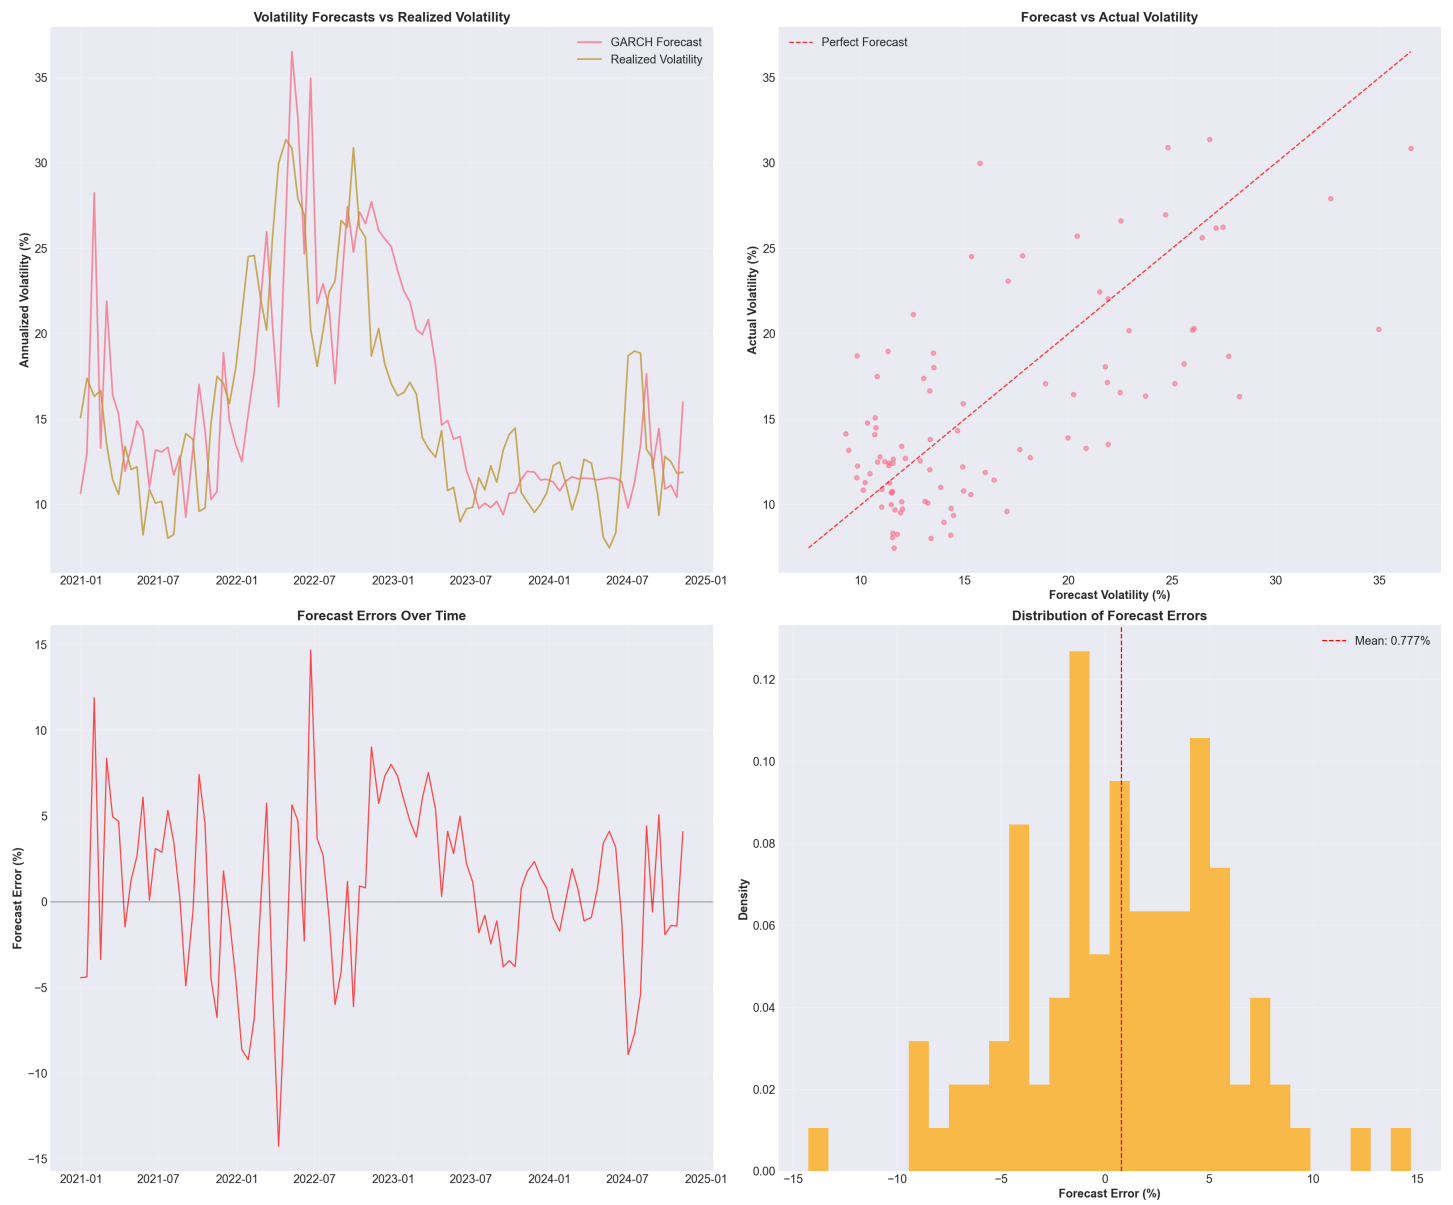 Volatility Forecasts vs Realized Volatility
GARCH Forecast
Realized Volatility
Annualized Volatility (%)
35
30
25
20
15
10
2021-01 2021-07 2022-01 2022-07 2023-01 2023-07 2024-01 2024-07 2025-01
Forecast vs Actual Volatility
Perfect Forecast
Actual Volatility (%)
35
30
25
20
15
10
10 15 20 25 30 35
Forecast Volatility (%)
Forecast Errors Over Time
Forecast Error (%)
15
10
5
0
−5
−10
−15
2021-01 2021-07 2022-01 2022-07 2023-01 2023-07 2024-01 2024-07 2025-01
Distribution of Forecast Errors
Mean: 0.777%
Density
0.12
0.10
0.08
0.06
0.04
0.02
0.00
−15 −10 −5 0 5 10 15
Forecast Error (%)